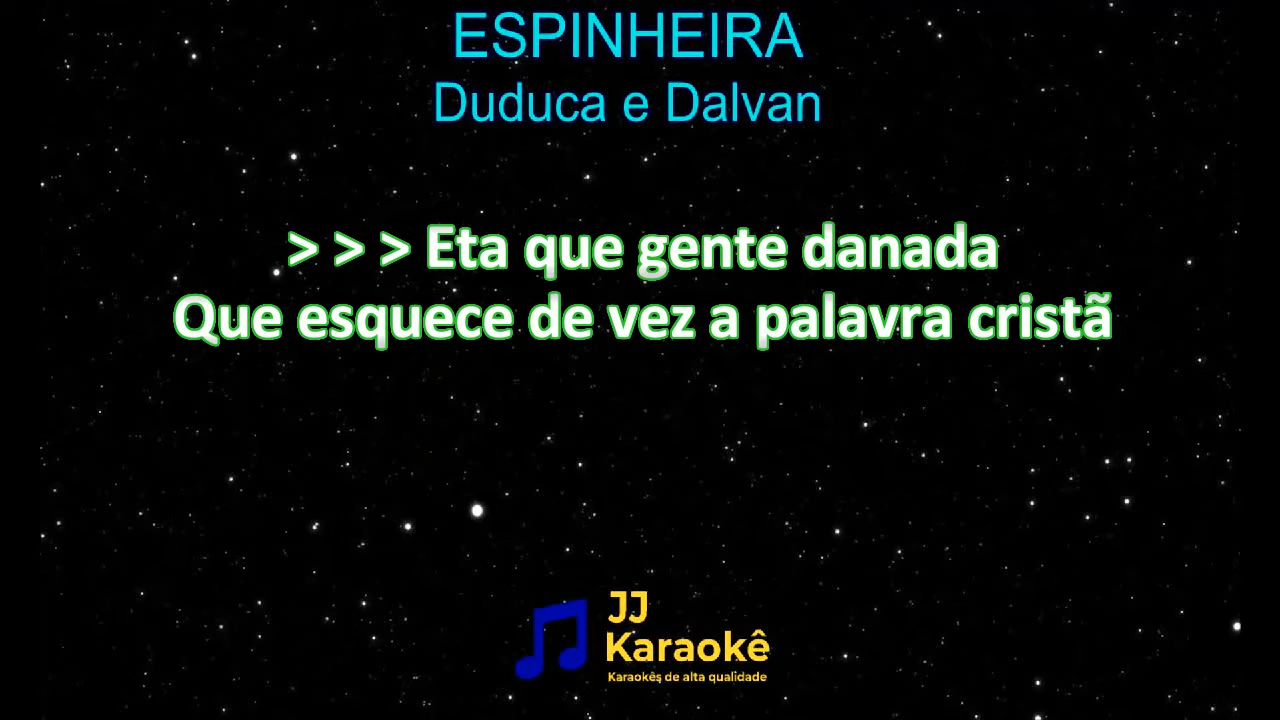 ESPINHEIRA
Duduca e Dalvan
> > > Eta que gente danada
Que esquece de vez a palavra cristã
JJ
Karaokê
Karaokês de alta qualidade